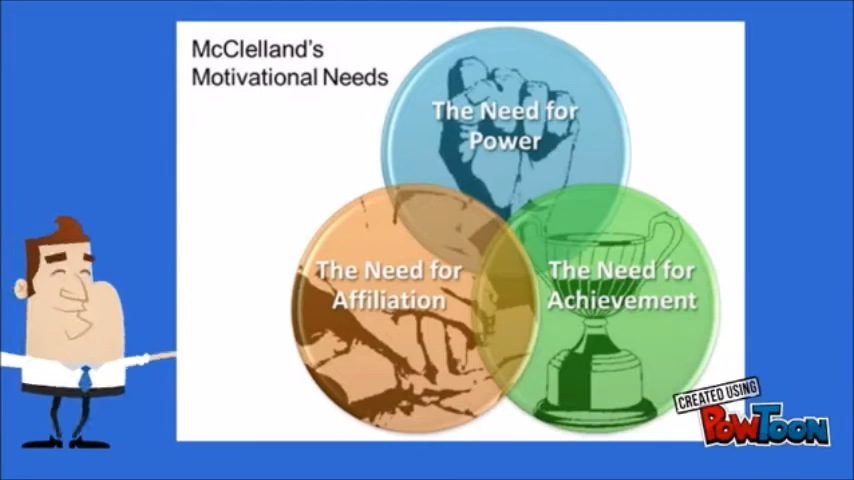 McClelland's
Motivational Needs
The Need for
Power
The Need for
Affiliation
The Need for
Achievement
CREATED USING
POWTOON